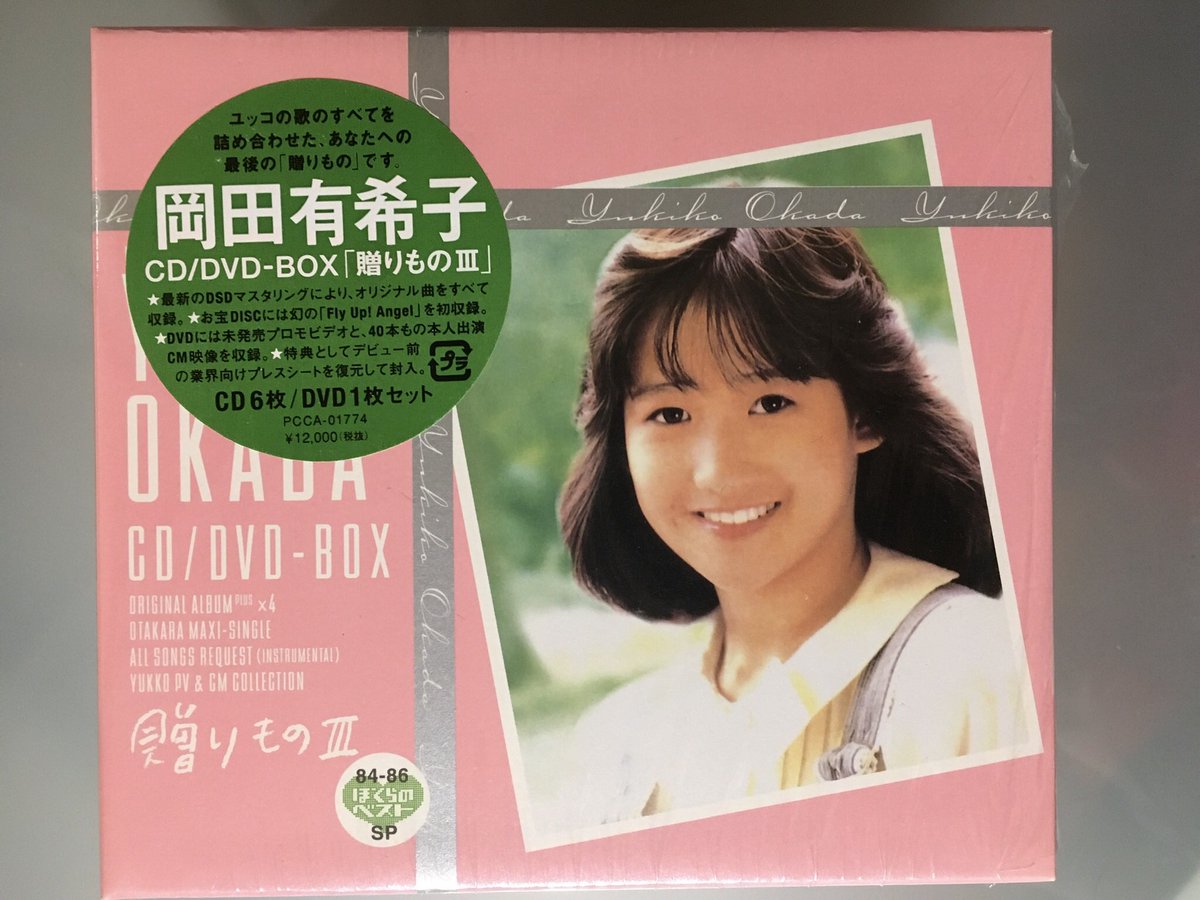 ユッコの歌のすべてを
詰め合わせた、あなたへの
最後の「贈りもの」です。
岡田有希子
CD/DVD-BOX「贈りものⅢ」
★最新のDSDマスタリングにより、オリジナル曲をすべて
収録。★お宝DISCには幻の「Fly Up! Angel」を初収録。
★DVDには未発売プロモビデオと、40本もの本人出演
CM映像を収録。★特典としてデビュー前
の業界向けプレスシートを復元して封入。
プラ
CD6枚/DVD1枚セット
PCCA-01774
¥12,000(税抜)
Yukiko Okada Yukiko
Yukiko Okada
OKADA
CD/DVD-BOX
ORIGINAL ALBUM PLUS ×4
OTAKARA MAXI-SINGLE
ALL SONGS REQUEST (INSTRUMENTAL)
YUKKO PV & CM COLLECTION
贈りものⅢ
84-86
ぼくらの
ベスト
SP